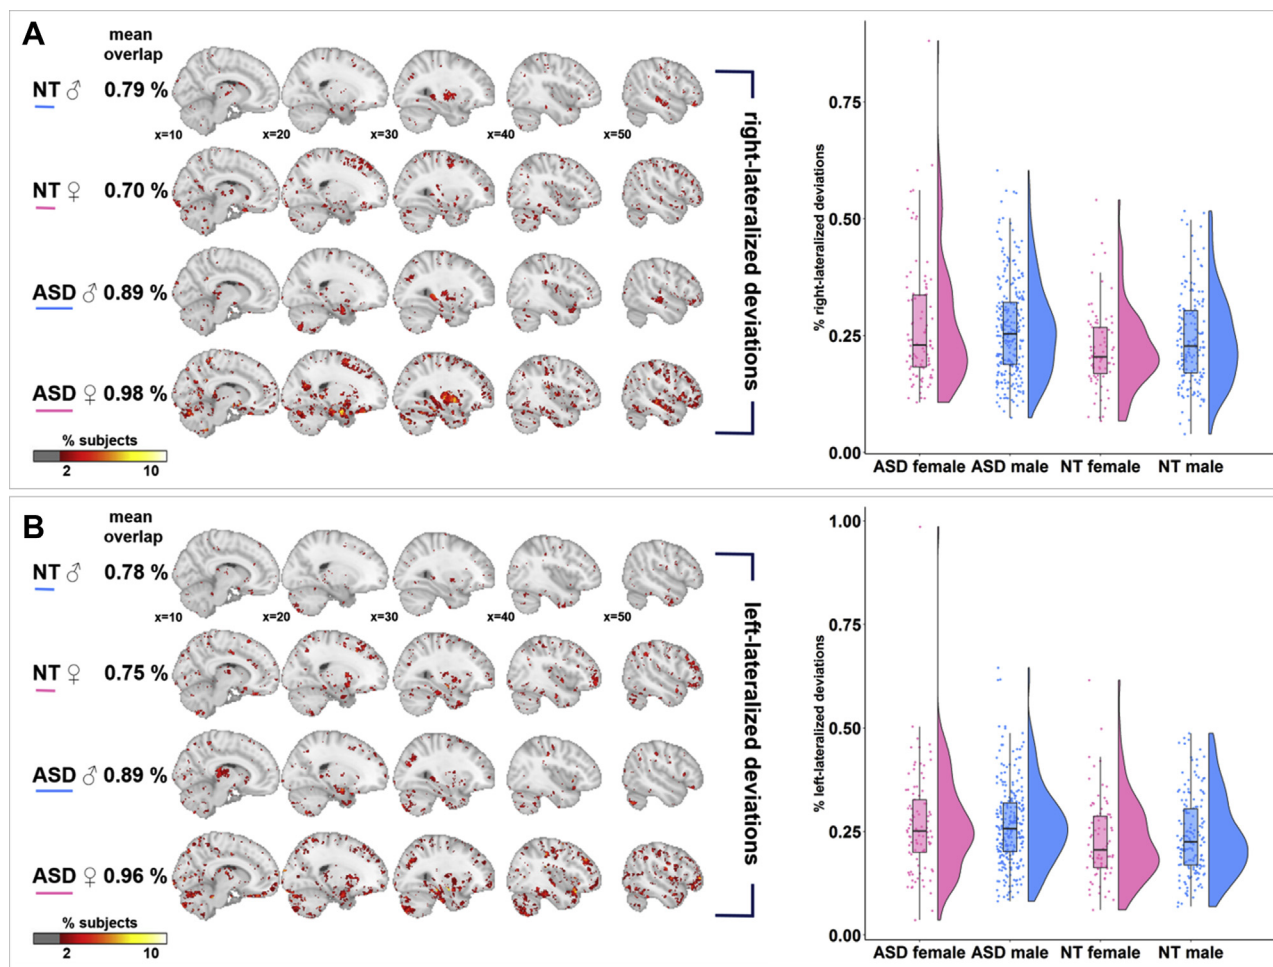 A
mean
overlap
NT ♂ 0.79 %
x=10 x=20 x=30 x=40 x=50
NT ♀ 0.70 %
ASD ♂ 0.89 %
ASD ♀ 0.98 %
% subjects
2 10
right-lateralized deviations
% right-lateralized deviations
0.75
0.50
0.25
0.00
ASD female ASD male NT female NT male
B
mean
overlap
NT ♂ 0.78 %
x=10 x=20 x=30 x=40 x=50
NT ♀ 0.75 %
ASD ♂ 0.89 %
ASD ♀ 0.96 %
% subjects
2 10
left-lateralized deviations
% left-lateralized deviations
1.00
0.75
0.50
0.25
0.00
ASD female ASD male NT female NT male